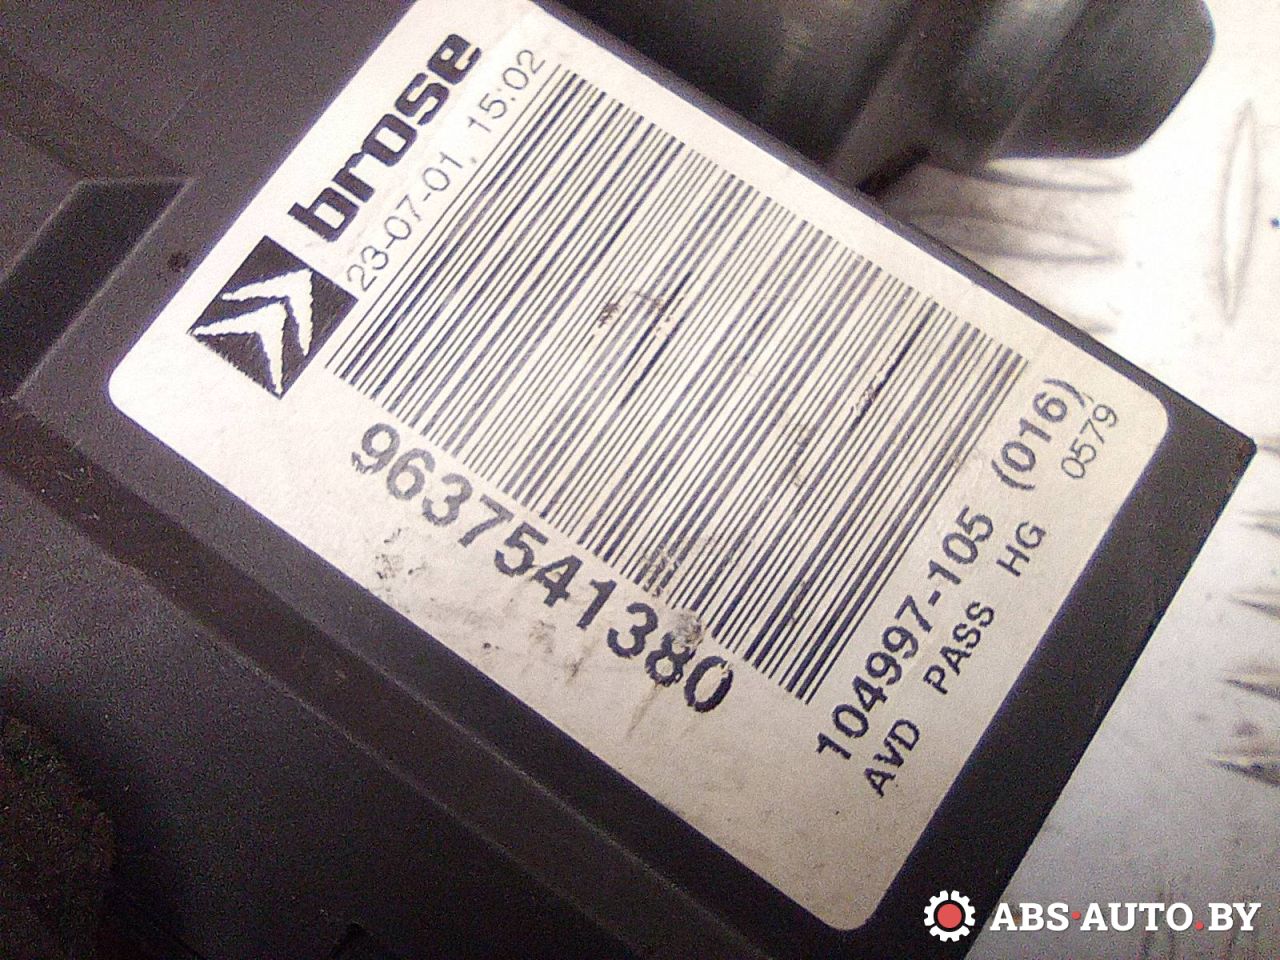 brose
23-07-01, 15:02
9637541380
104997-105 (016)
AVD PASS HG 0579
ABS·AUTO.BY